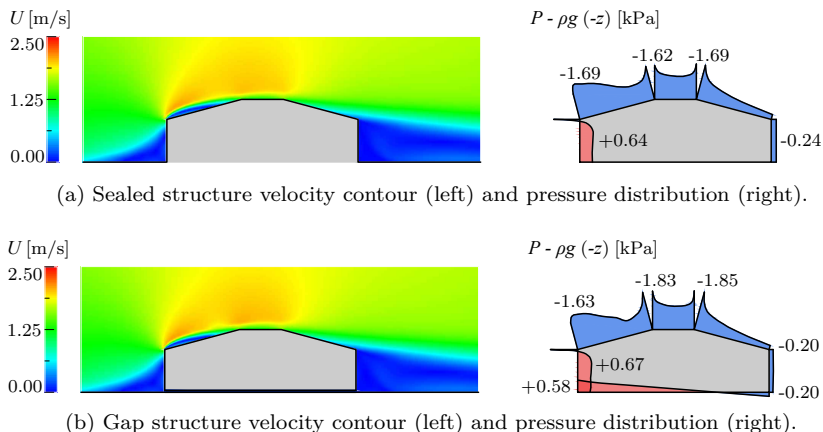 U [m/s]
2.50
1.25
0.00
P - ρg (-z) [kPa]
-1.62 -1.69
-1.69
+0.64
-0.24
(a) Sealed structure velocity contour (left) and pressure distribution (right).
U [m/s]
2.50
1.25
0.00
P - ρg (-z) [kPa]
-1.83 -1.85
-1.63
-0.20
+0.67
+0.58
-0.20
(b) Gap structure velocity contour (left) and pressure distribution (right).